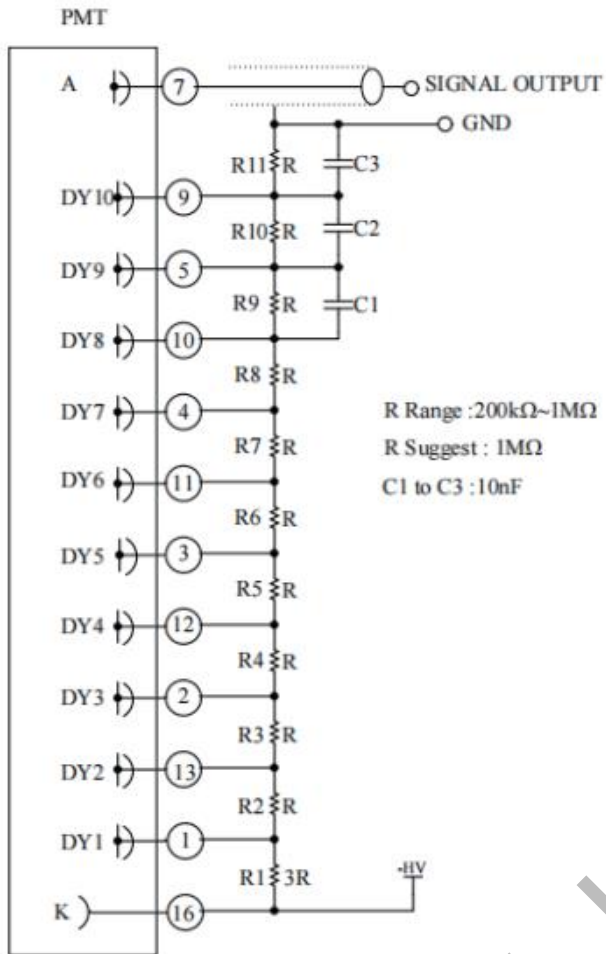 PMT
A 7 SIGNAL OUTPUT
GND
R11 R C3
DY10 9
R10 R C2
DY9 5
R9 R C1
DY8 10
R8 R
DY7 4 R Range :200kΩ~1MΩ
R7 R R Suggest : 1MΩ
DY6 11 C1 to C3 :10nF
R6 R
DY5 3
R5 R
DY4 12
R4 R
DY3 2
R3 R
DY2 13
R2 R
DY1 1
R1 3R -HV
K 16